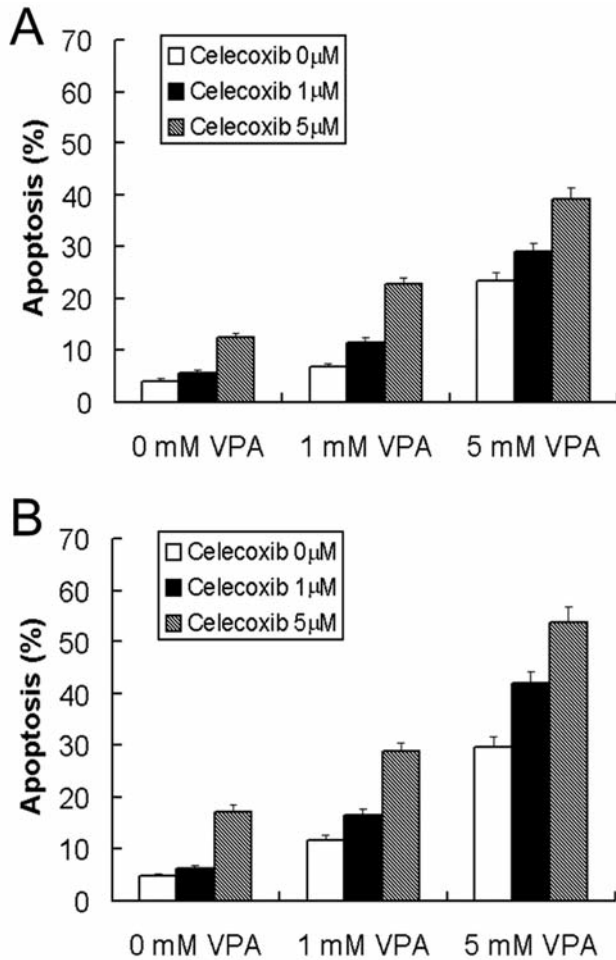 A
Apoptosis (%)
70
60
50
40
30
20
10
0
Celecoxib 0μM
Celecoxib 1μM
Celecoxib 5μM
0 mM VPA 1 mM VPA 5 mM VPA
B
Apoptosis (%)
70
60
50
40
30
20
10
0
Celecoxib 0μM
Celecoxib 1μM
Celecoxib 5μM
0 mM VPA 1 mM VPA 5 mM VPA